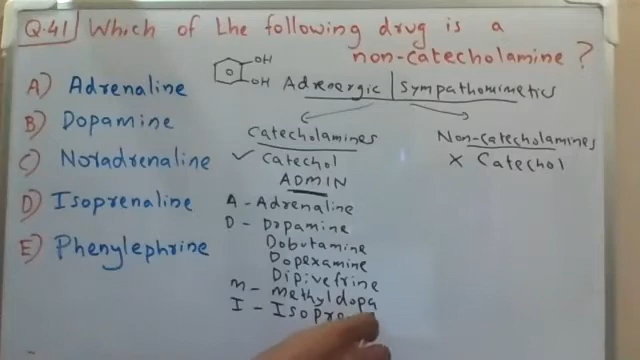 Q.41 Which of the following drug is a
non-catecholamine ?
A) Adrenaline
B) Dopamine
C) Noradrenaline
D) Isoprenaline
E) Phenylephrine
OH
OH
Adrenergic | Sympathomimetics
Catecholamines
✓ Catechol
ADMIN
A - Adrenaline
D - Dopamine
Dobutamine
Dopexamine
Dipivefrine
M - Methyldopa
I -
Non-Catecholamines
× Catechol